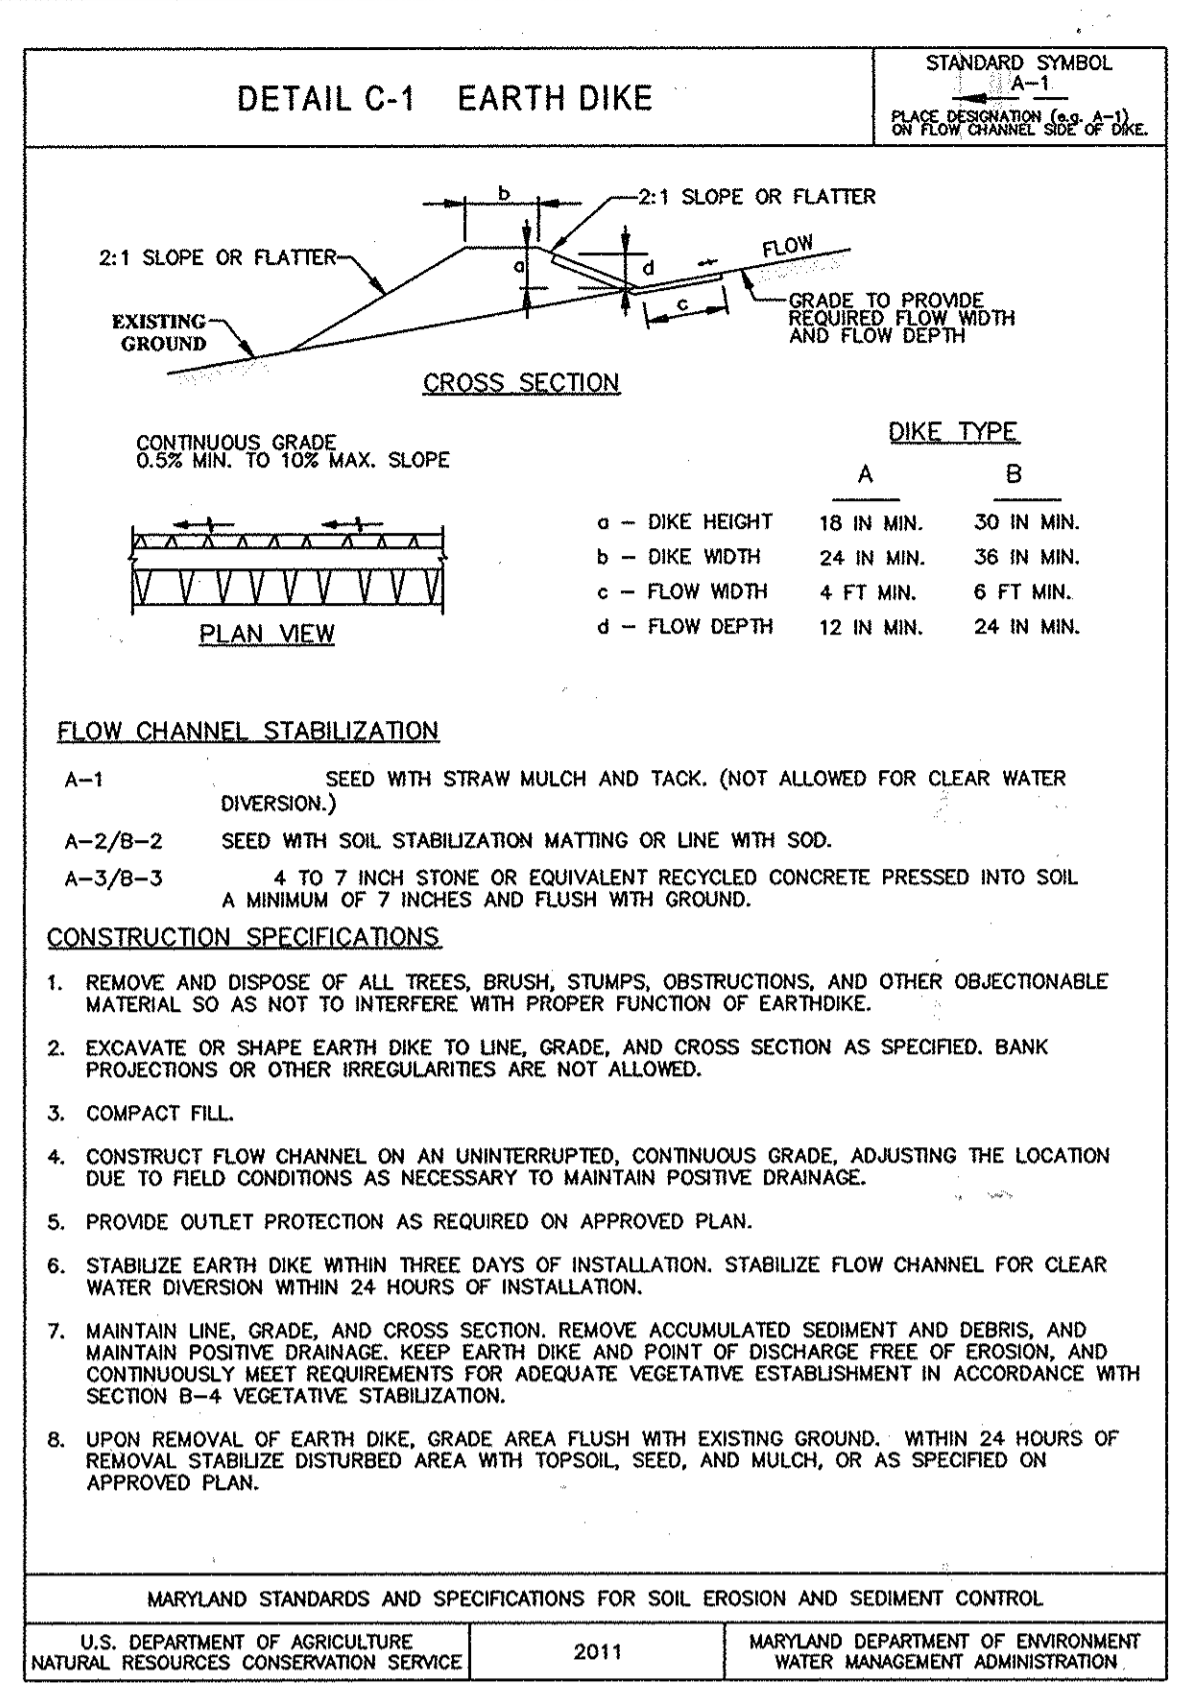 DETAIL C-1 EARTH DIKE
STANDARD SYMBOL
A-1
PLACE DESIGNATION (e.g. A-1)
ON FLOW CHANNEL SIDE OF DIKE.
b
2:1 SLOPE OR FLATTER
2:1 SLOPE OR FLATTER
a
d
FLOW
c
GRADE TO PROVIDE
REQUIRED FLOW WIDTH
AND FLOW DEPTH
EXISTING
GROUND
CROSS SECTION
CONTINUOUS GRADE
0.5% MIN. TO 10% MAX. SLOPE
PLAN VIEW
DIKE TYPE
A B
a - DIKE HEIGHT 18 IN MIN. 30 IN MIN.
b - DIKE WIDTH 24 IN MIN. 36 IN MIN.
c - FLOW WIDTH 4 FT MIN. 6 FT MIN.
d - FLOW DEPTH 12 IN MIN. 24 IN MIN.
FLOW CHANNEL STABILIZATION
A-1 SEED WITH STRAW MULCH AND TACK. (NOT ALLOWED FOR CLEAR WATER
DIVERSION.)
A-2/B-2 SEED WITH SOIL STABILIZATION MATTING OR LINE WITH SOD.
A-3/B-3 4 TO 7 INCH STONE OR EQUIVALENT RECYCLED CONCRETE PRESSED INTO SOIL
A MINIMUM OF 7 INCHES AND FLUSH WITH GROUND.
CONSTRUCTION SPECIFICATIONS
1. REMOVE AND DISPOSE OF ALL TREES, BRUSH, STUMPS, OBSTRUCTIONS, AND OTHER OBJECTIONABLE
MATERIAL SO AS NOT TO INTERFERE WITH PROPER FUNCTION OF EARTHDIKE.
2. EXCAVATE OR SHAPE EARTH DIKE TO LINE, GRADE, AND CROSS SECTION AS SPECIFIED. BANK
PROJECTIONS OR OTHER IRREGULARITIES ARE NOT ALLOWED.
3. COMPACT FILL.
4. CONSTRUCT FLOW CHANNEL ON AN UNINTERRUPTED, CONTINUOUS GRADE, ADJUSTING THE LOCATION
DUE TO FIELD CONDITIONS AS NECESSARY TO MAINTAIN POSITIVE DRAINAGE.
5. PROVIDE OUTLET PROTECTION AS REQUIRED ON APPROVED PLAN.
6. STABILIZE EARTH DIKE WITHIN THREE DAYS OF INSTALLATION. STABILIZE FLOW CHANNEL FOR CLEAR
WATER DIVERSION WITHIN 24 HOURS OF INSTALLATION.
7. MAINTAIN LINE, GRADE, AND CROSS SECTION. REMOVE ACCUMULATED SEDIMENT AND DEBRIS, AND
MAINTAIN POSITIVE DRAINAGE. KEEP EARTH DIKE AND POINT OF DISCHARGE FREE OF EROSION, AND
CONTINUOUSLY MEET REQUIREMENTS FOR ADEQUATE VEGETATIVE ESTABLISHMENT IN ACCORDANCE WITH
SECTION B-4 VEGETATIVE STABILIZATION.
8. UPON REMOVAL OF EARTH DIKE, GRADE AREA FLUSH WITH EXISTING GROUND. WITHIN 24 HOURS OF
REMOVAL STABILIZE DISTURBED AREA WITH TOPSOIL, SEED, AND MULCH, OR AS SPECIFIED ON
APPROVED PLAN.
MARYLAND STANDARDS AND SPECIFICATIONS FOR SOIL EROSION AND SEDIMENT CONTROL
U.S. DEPARTMENT OF AGRICULTURE
NATURAL RESOURCES CONSERVATION SERVICE
2011
MARYLAND DEPARTMENT OF ENVIRONMENT
WATER MANAGEMENT ADMINISTRATION